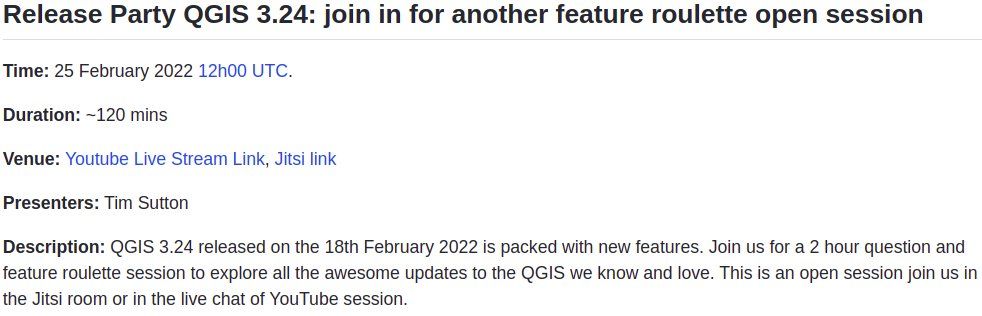 Release Party QGIS 3.24: join in for another feature roulette open session
Time: 25 February 2022 12h00 UTC.
Duration: ~120 mins
Venue: Youtube Live Stream Link, Jitsi link
Presenters: Tim Sutton
Description: QGIS 3.24 released on the 18th February 2022 is packed with new features. Join us for a 2 hour question and
feature roulette session to explore all the awesome updates to the QGIS we know and love. This is an open session join us in
the Jitsi room or in the live chat of YouTube session.